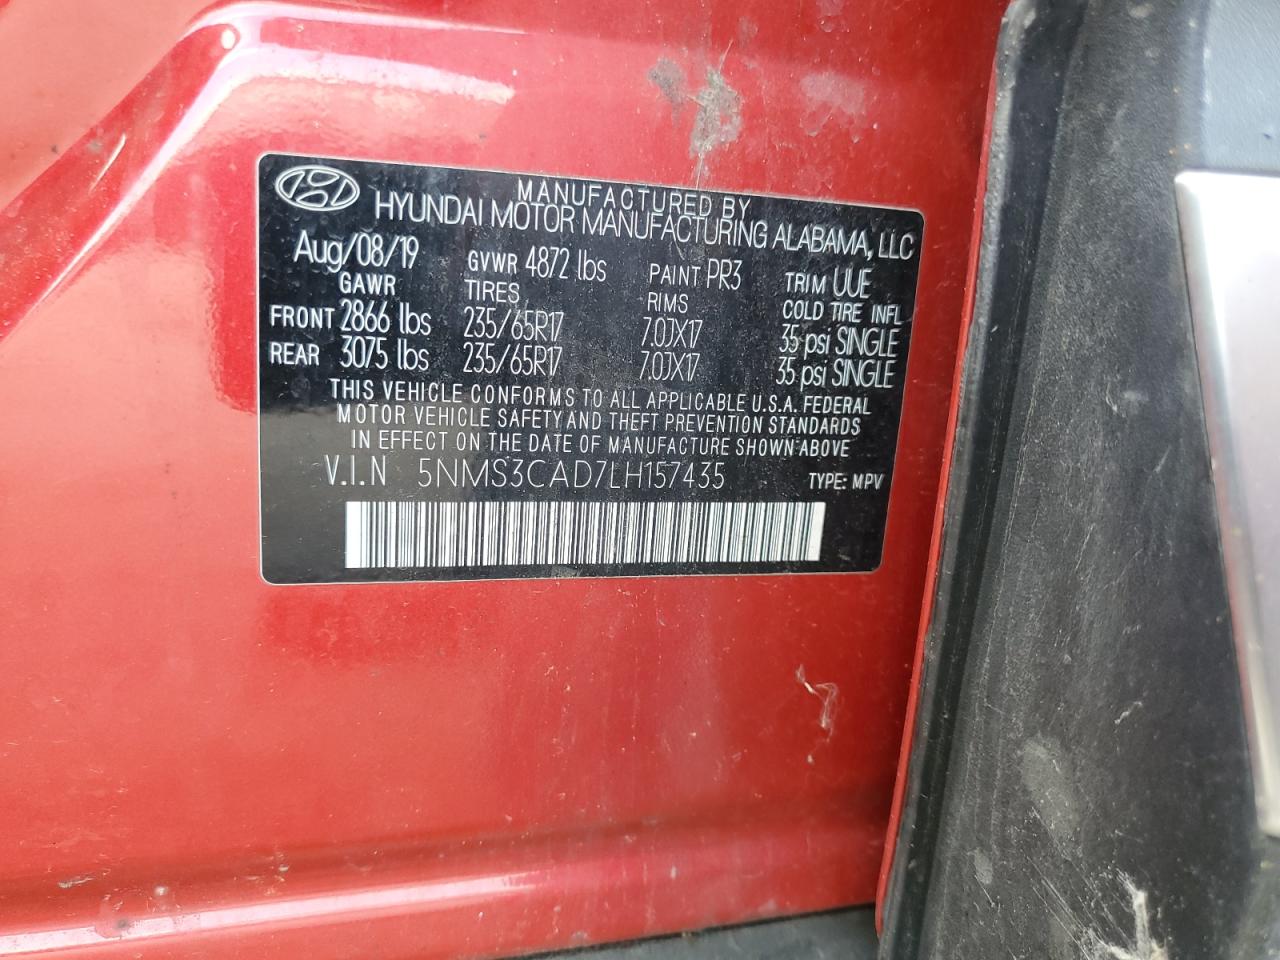 MANUFACTURED BY
HYUNDAI MOTOR MANUFACTURING ALABAMA, LLC
Aug/08/19 GVWR 4872 lbs PAINT PR3 TRIM UUE
GAWR TIRES RIMS COLD TIRE INFL
FRONT 2866 lbs 235/65R17 7.0JX17 35 psi SINGLE
REAR 3075 lbs 235/65R17 7.0JX17 35 psi SINGLE
THIS VEHICLE CONFORMS TO ALL APPLICABLE U.S.A. FEDERAL
MOTOR VEHICLE SAFETY AND THEFT PREVENTION STANDARDS
IN EFFECT ON THE DATE OF MANUFACTURE SHOWN ABOVE
V.I.N 5NMS3CAD7LH157435 TYPE: MPV